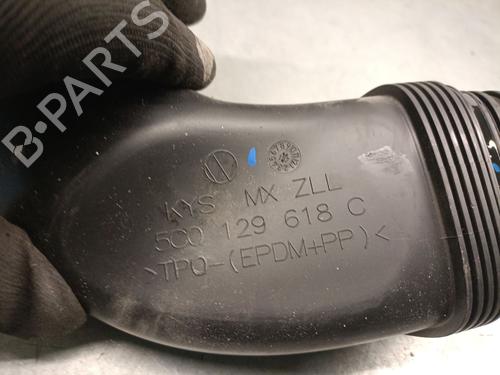 B-PARTS
KYS MX ZLL
5C0 129 618 C
>TPO-(EPDM+PP)<